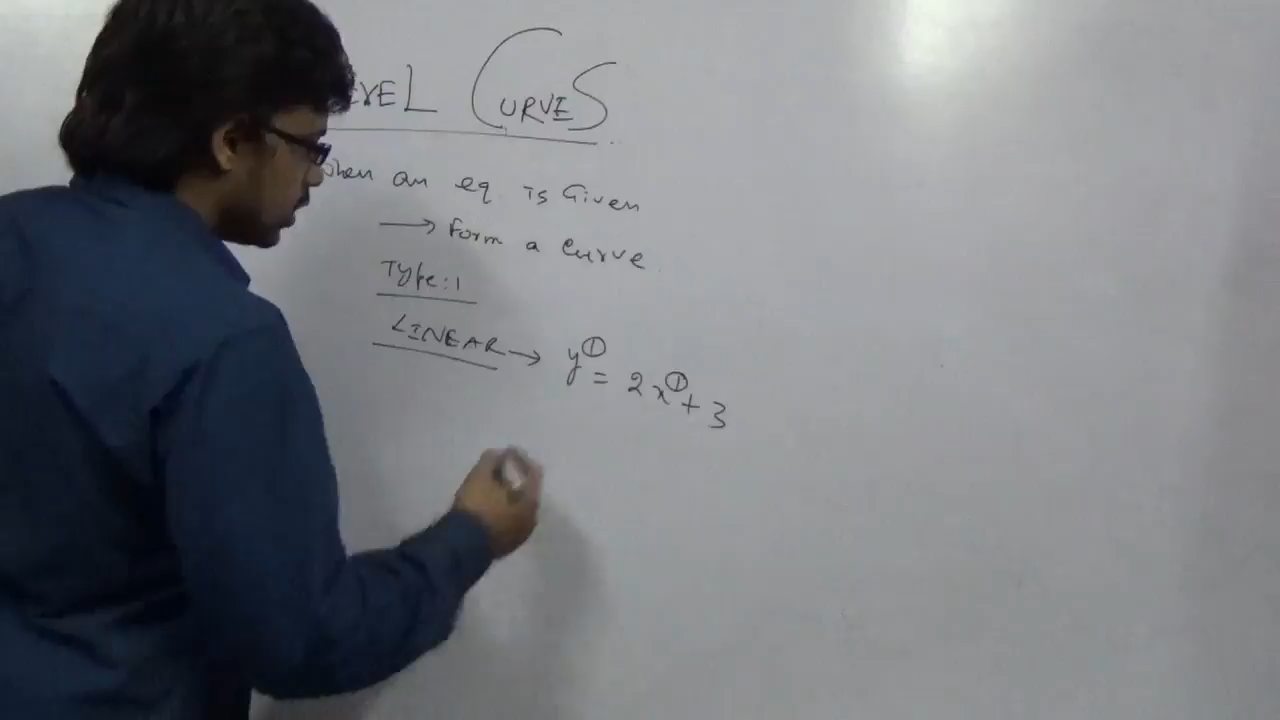 CURVES
an eq is Given
→ Form a Curve.
Type:1
LINEAR → y① = 2x① + 3